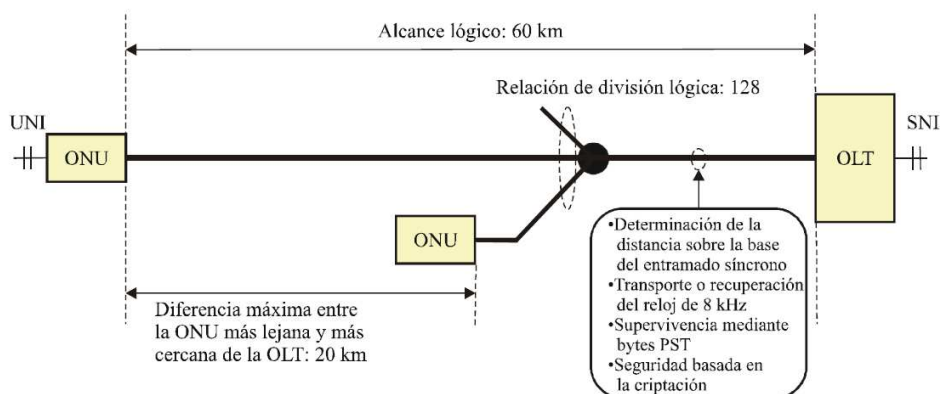 Alcance lógico: 60 km
Relación de división lógica: 128
UNI
SNI
ONU
OLT
ONU
•Determinación de la
distancia sobre la base
del entramado síncrono
•Transporte o recuperación
del reloj de 8 kHz
•Supervivencia mediante
bytes PST
•Seguridad basada en
la criptación
Diferencia máxima entre
la ONU más lejana y más
cercana de la OLT: 20 km